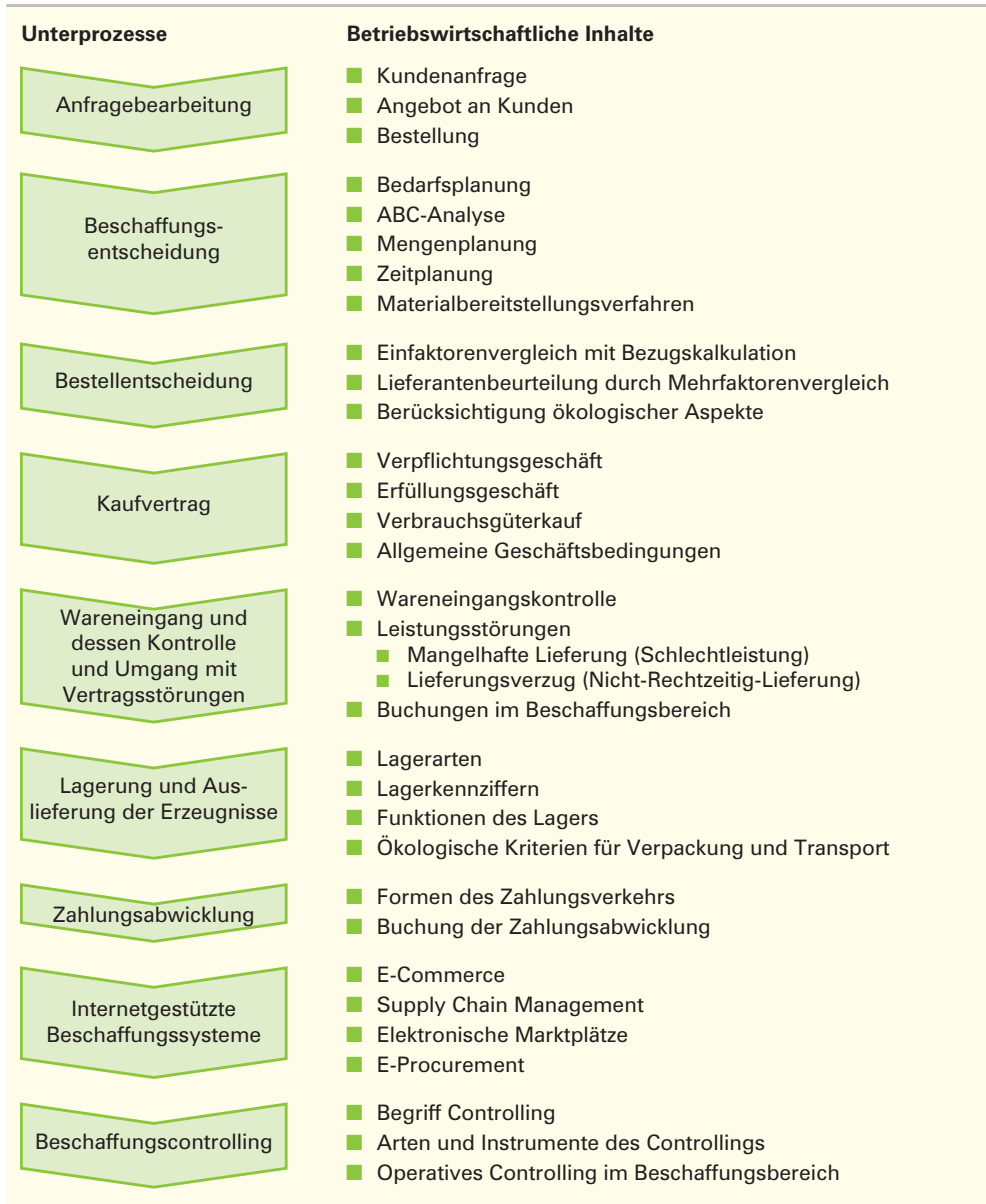 Unterprozesse
Betriebswirtschaftliche Inhalte
Anfragebearbeitung
Kundenanfrage
Angebot an Kunden
Bestellung
Beschaffungs-
entscheidung
Bedarfsplanung
ABC-Analyse
Mengenplanung
Zeitplanung
Materialbereitstellungsverfahren
Bestellentscheidung
Einfaktorenvergleich mit Bezugskalkulation
Lieferantenbeurteilung durch Mehrfaktorenvergleich
Berücksichtigung ökologischer Aspekte
Kaufvertrag
Verpflichtungsgeschäft
Erfüllungsgeschäft
Verbrauchsgüterkauf
Allgemeine Geschäftsbedingungen
Wareneingang und
dessen Kontrolle
und Umgang mit
Vertragsstörungen
Wareneingangskontrolle
Leistungsstörungen
Mangelhafte Lieferung (Schlechtleistung)
Lieferungsverzug (Nicht-Rechtzeitig-Lieferung)
Buchungen im Beschaffungsbereich
Lagerung und Aus-
lieferung der Erzeugnisse
Lagerarten
Lagerkennziffern
Funktionen des Lagers
Ökologische Kriterien für Verpackung und Transport
Zahlungsabwicklung
Formen des Zahlungsverkehrs
Buchung der Zahlungsabwicklung
Internetgestützte
Beschaffungssysteme
E-Commerce
Supply Chain Management
Elektronische Marktplätze
E-Procurement
Beschaffungscontrolling
Begriff Controlling
Arten und Instrumente des Controllings
Operatives Controlling im Beschaffungsbereich